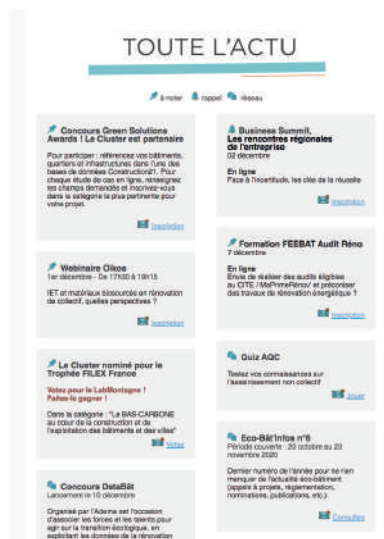 TOUTE L'ACTU
à noter rappel réseau
Concours Green Solutions
Awards ! Le Cluster est partenaire
Pour participer : référencez vos bâtiments,
quartiers et infrastructures dans l'une des
bases de données Construction21. Pour
chaque étude de cas en ligne, renseignez
les champs demandés et inscrivez-vous
dans la catégorie la plus pertinente pour
votre projet.
Inscription
Webinaire Oïkos
1er décembre - De 17h30 à 19h15
IET et matériaux biosourcés en rénovation
de collectif, quelles perspectives ?
Inscription
Le Cluster nominé pour le
Trophée FILEX France
Votez pour le LabMontagne !
Faites-le gagner !
Dans la catégorie : "Le BAS-CARBONE
au cœur de la construction et de
l'exploitation des bâtiments et des villes"
Votez
Concours DataBât
Lancement le 10 décembre
Organisé par l'Ademe est l'occasion
d'associer les forces et les talents pour
agir sur la transition écologique, en
exploitant les données de la rénovation
Business Summit,
Les rencontres régionales
de l'entreprise
02 décembre
En ligne
Face à l'incertitude, les clés de la réussite
Inscription
Formation FEEBAT Audit Réno
7 décembre
En ligne
Envie de réaliser des audits éligibles
au CITE / MaPrimeRénov' et préconiser
des travaux de rénovation énergétique ?
Inscription
Quiz AQC
Testez vos connaissances sur
l'assainissement non collectif
Jouer
Eco-Bât'Infos n°6
Période couverte : 20 octobre au 23
novembre 2020
Dernier numéro de l'année pour ne rien
manquer de l'actualité éco-bâtiment
(appels à projets, réglementation,
nominations, publications, etc.).
Consultez